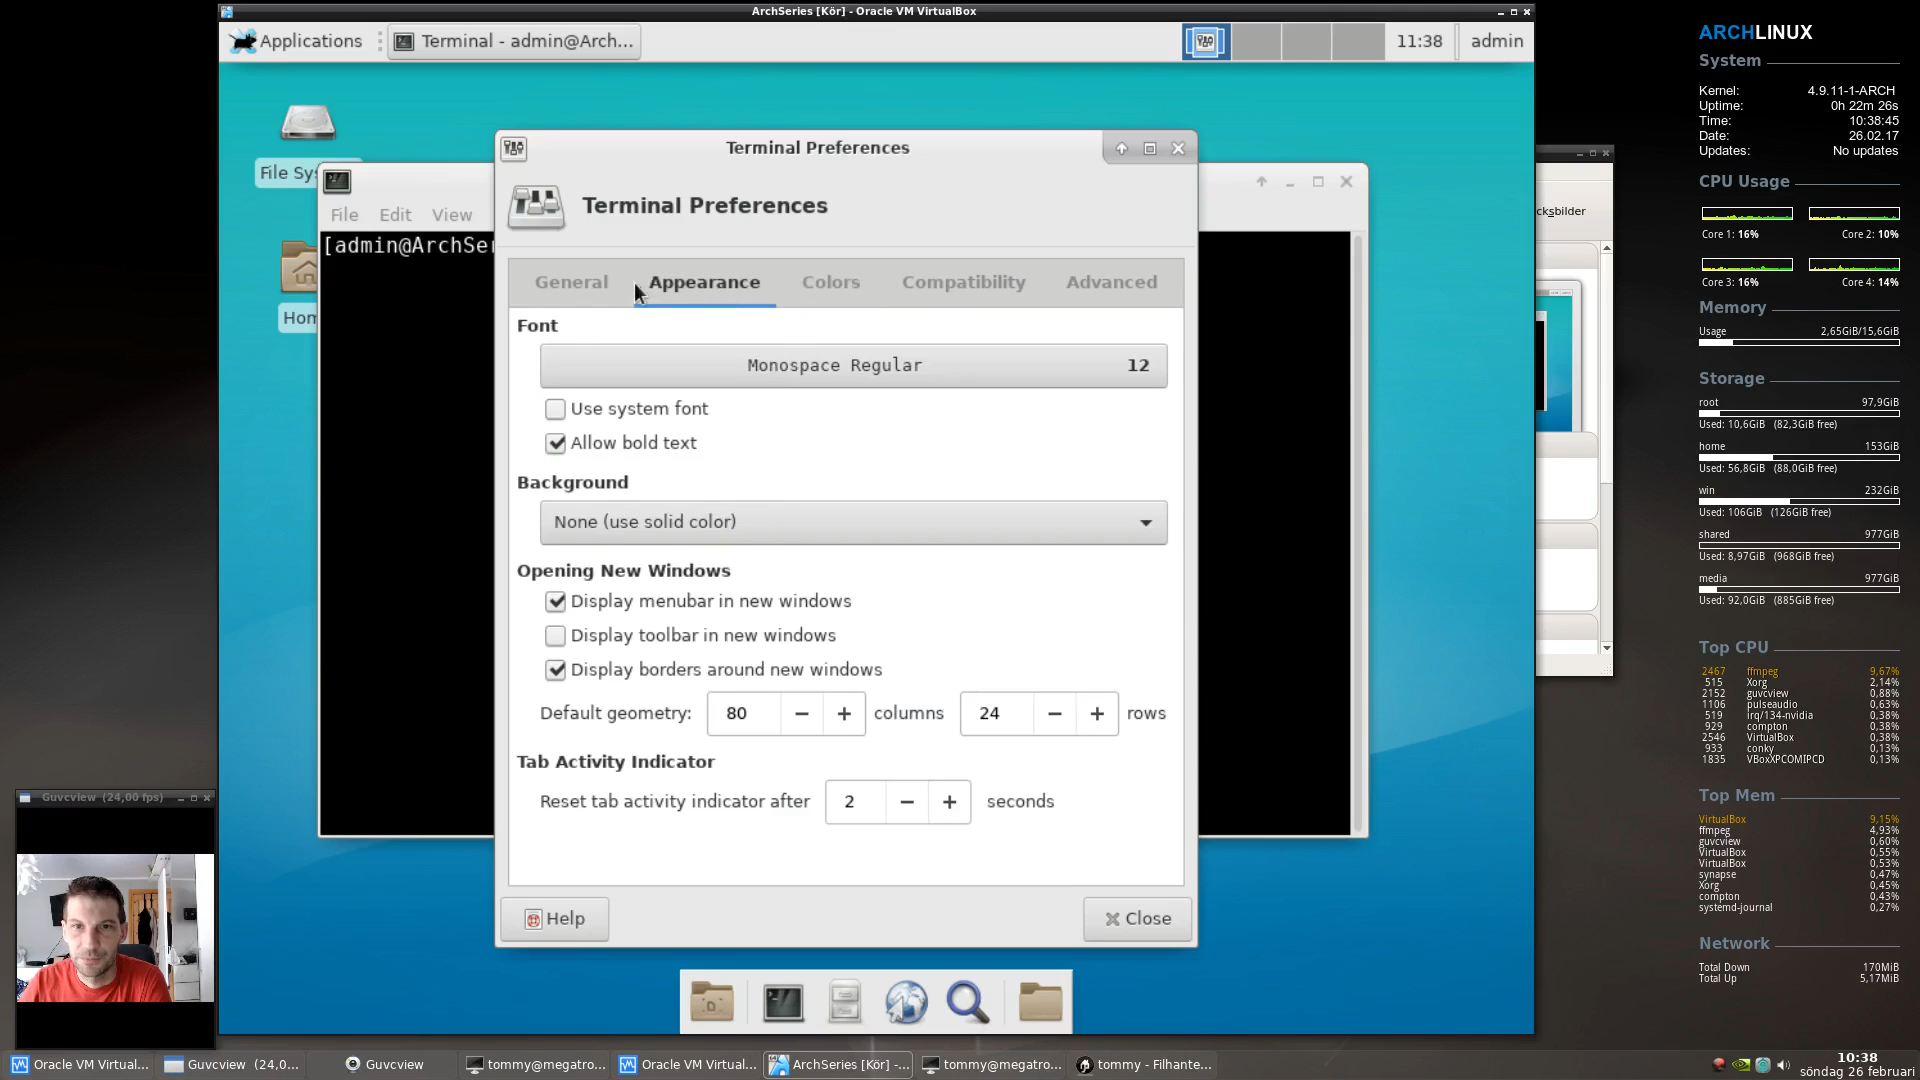 ArchSeries [Kör] - Oracle VM VirtualBox
Applications
Terminal - admin@Arch...
11:38
admin
File Sys
Hom
File Edit View
[admin@ArchSer
Terminal Preferences
Terminal Preferences
General Appearance Colors Compatibility Advanced
Font
Monospace Regular 12
Use system font
Allow bold text
Background
None (use solid color)
Opening New Windows
Display menubar in new windows
Display toolbar in new windows
Display borders around new windows
Default geometry: 80 − + columns 24 − + rows
Tab Activity Indicator
Reset tab activity indicator after 2 − + seconds
Help
Close
cksbilder
ARCHLINUX
System
Kernel: 4.9.11-1-ARCH
Uptime: 0h 22m 26s
Time: 10:38:45
Date: 26.02.17
Updates: No updates
CPU Usage
Core 1: 16% Core 2: 10%
Core 3: 16% Core 4: 14%
Memory
Usage 2,65GiB/15,6GiB
Storage
root 97,9GiB
Used: 10,6GiB (82,3GiB free)
home 153GiB
Used: 56,8GiB (88,0GiB free)
win 232GiB
Used: 106GiB (126GiB free)
shared 977GiB
Used: 8,97GiB (968GiB free)
media 977GiB
Used: 92,0GiB (885GiB free)
Top CPU
2467 ffmpeg 9,67%
515 Xorg 2,14%
2152 guvcview 0,88%
1106 pulseaudio 0,63%
519 irq/134-nvidia 0,38%
929 compton 0,38%
2546 VirtualBox 0,38%
933 conky 0,13%
1835 VBoxXPCOMIPCD 0,13%
Top Mem
VirtualBox 9,15%
ffmpeg 4,93%
guvcview 0,60%
VirtualBox 0,55%
VirtualBox 0,53%
synapse 0,47%
Xorg 0,45%
compton 0,43%
systemd-journal 0,27%
Network
Total Down 170MiB
Total Up 5,17MiB
Guvcview (24,00 fps)
Oracle VM Virtual...
Guvcview (24,0...
Guvcview
tommy@megatro...
Oracle VM Virtual...
ArchSeries [Kör] -...
tommy@megatro...
tommy - Filhante...
10:38
söndag 26 februari